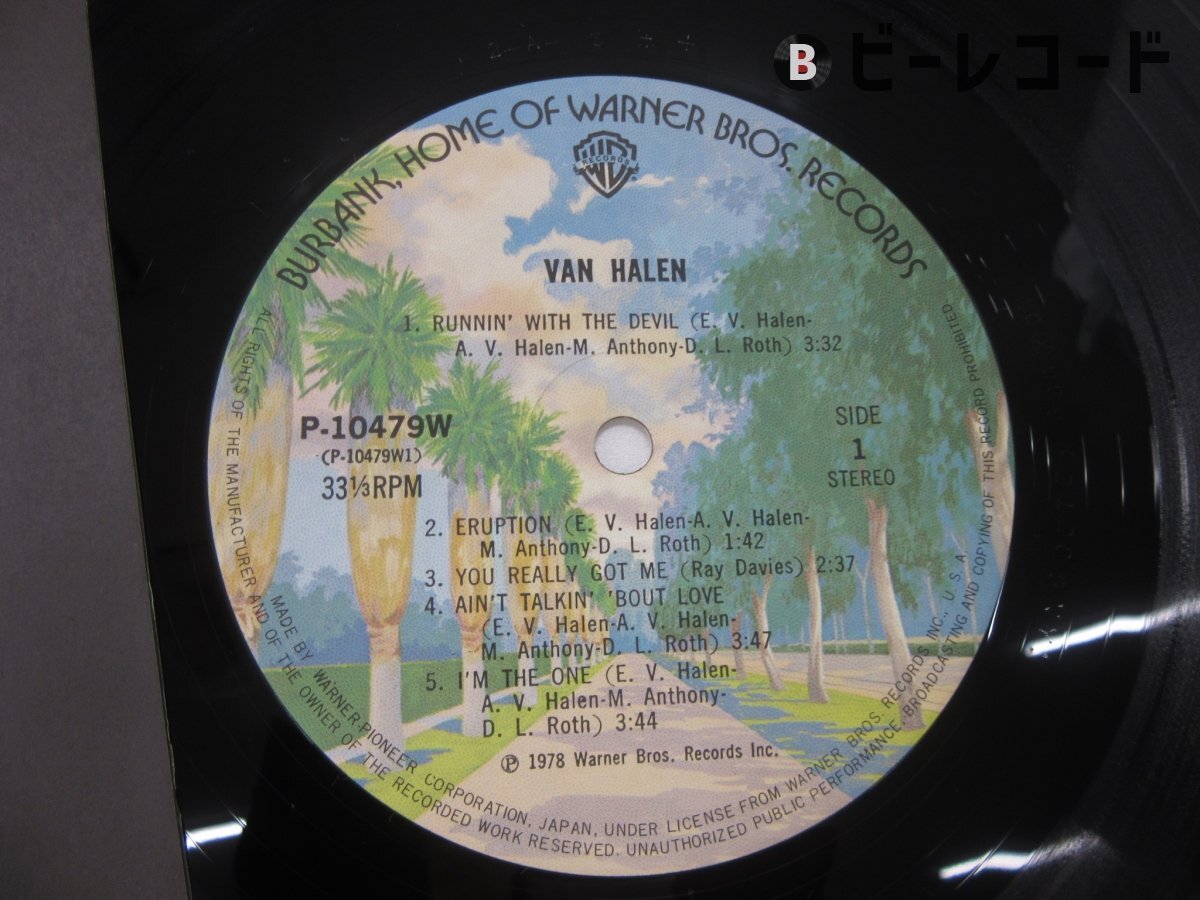 B ビーレコード
BURBANK, HOME OF WARNER BROS. RECORDS
RECORDS
VAN HALEN
1. RUNNIN' WITH THE DEVIL (E. V. Halen-
A. V. Halen-M. Anthony-D. L. Roth) 3:32
P-10479W
(P-10479W1)
33⅓RPM
SIDE
1
STEREO
2. ERUPTION (E. V. Halen-A. V. Halen-
M. Anthony-D. L. Roth) 1:42
3. YOU REALLY GOT ME (Ray Davies) 2:37
4. AIN'T TALKIN' 'BOUT LOVE
(E. V. Halen-A. V. Halen-
M. Anthony-D. L. Roth) 3:47
5. I'M THE ONE (E. V. Halen-
A. V. Halen-M. Anthony-
D. L. Roth) 3:44
Ⓟ 1978 Warner Bros. Records Inc.
MADE BY WARNER-PIONEER CORPORATION, JAPAN, UNDER LICENSE FROM WARNER BROS. RECORDS INC., U. S. A
ALL RIGHTS OF THE MANUFACTURER AND OF THE OWNER OF THE RECORDED WORK RESERVED. UNAUTHORIZED PUBLIC PERFORMANCE, BROADCASTING AND COPYING OF THIS RECORD PROHIBITED